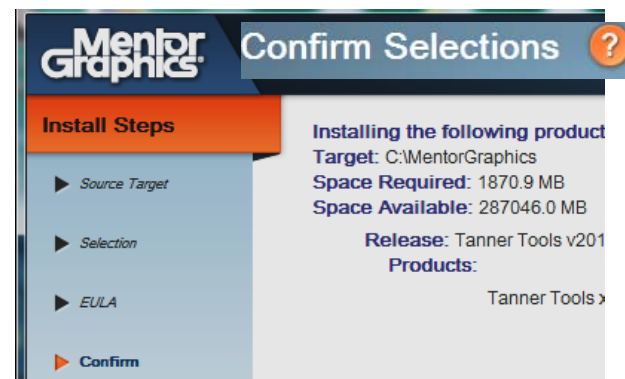 Mentor
Graphics
Confirm Selections ?
Install Steps
Installing the following product
Target: C:\MentorGraphics
Source Target
Space Required: 1870.9 MB
Space Available: 287046.0 MB
Selection
Release: Tanner Tools v201
Products:
EULA
Tanner Tools x
Confirm